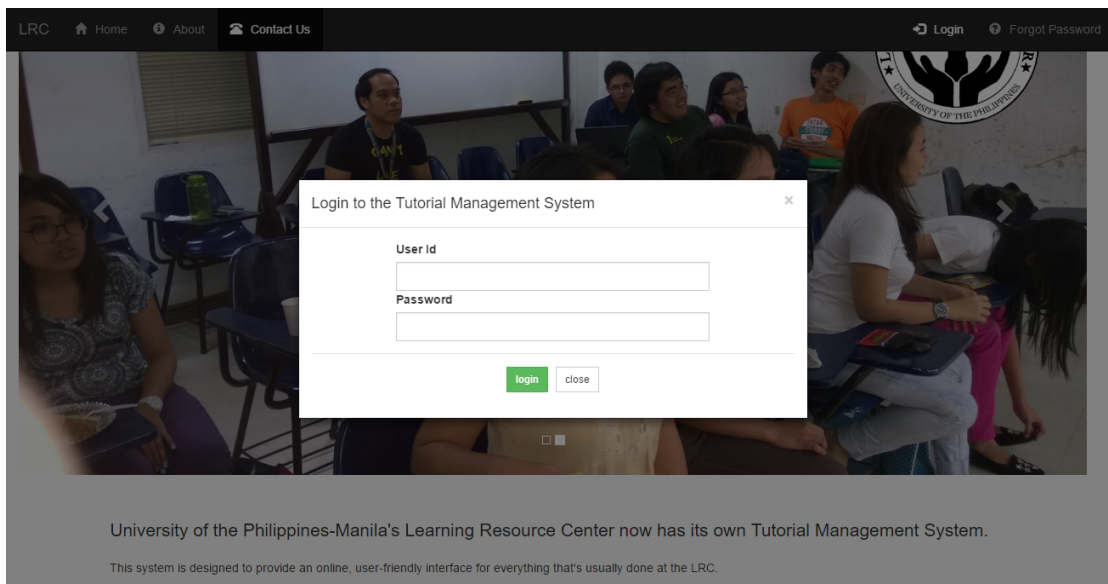 LRC Home About Contact Us Login Forgot Password
UNIVERSITY OF THE PHILIPPINES
Login to the Tutorial Management System ×
User Id
Password
login close
University of the Philippines-Manila's Learning Resource Center now has its own Tutorial Management System.
This system is designed to provide an online, user-friendly interface for everything that's usually done at the LRC.